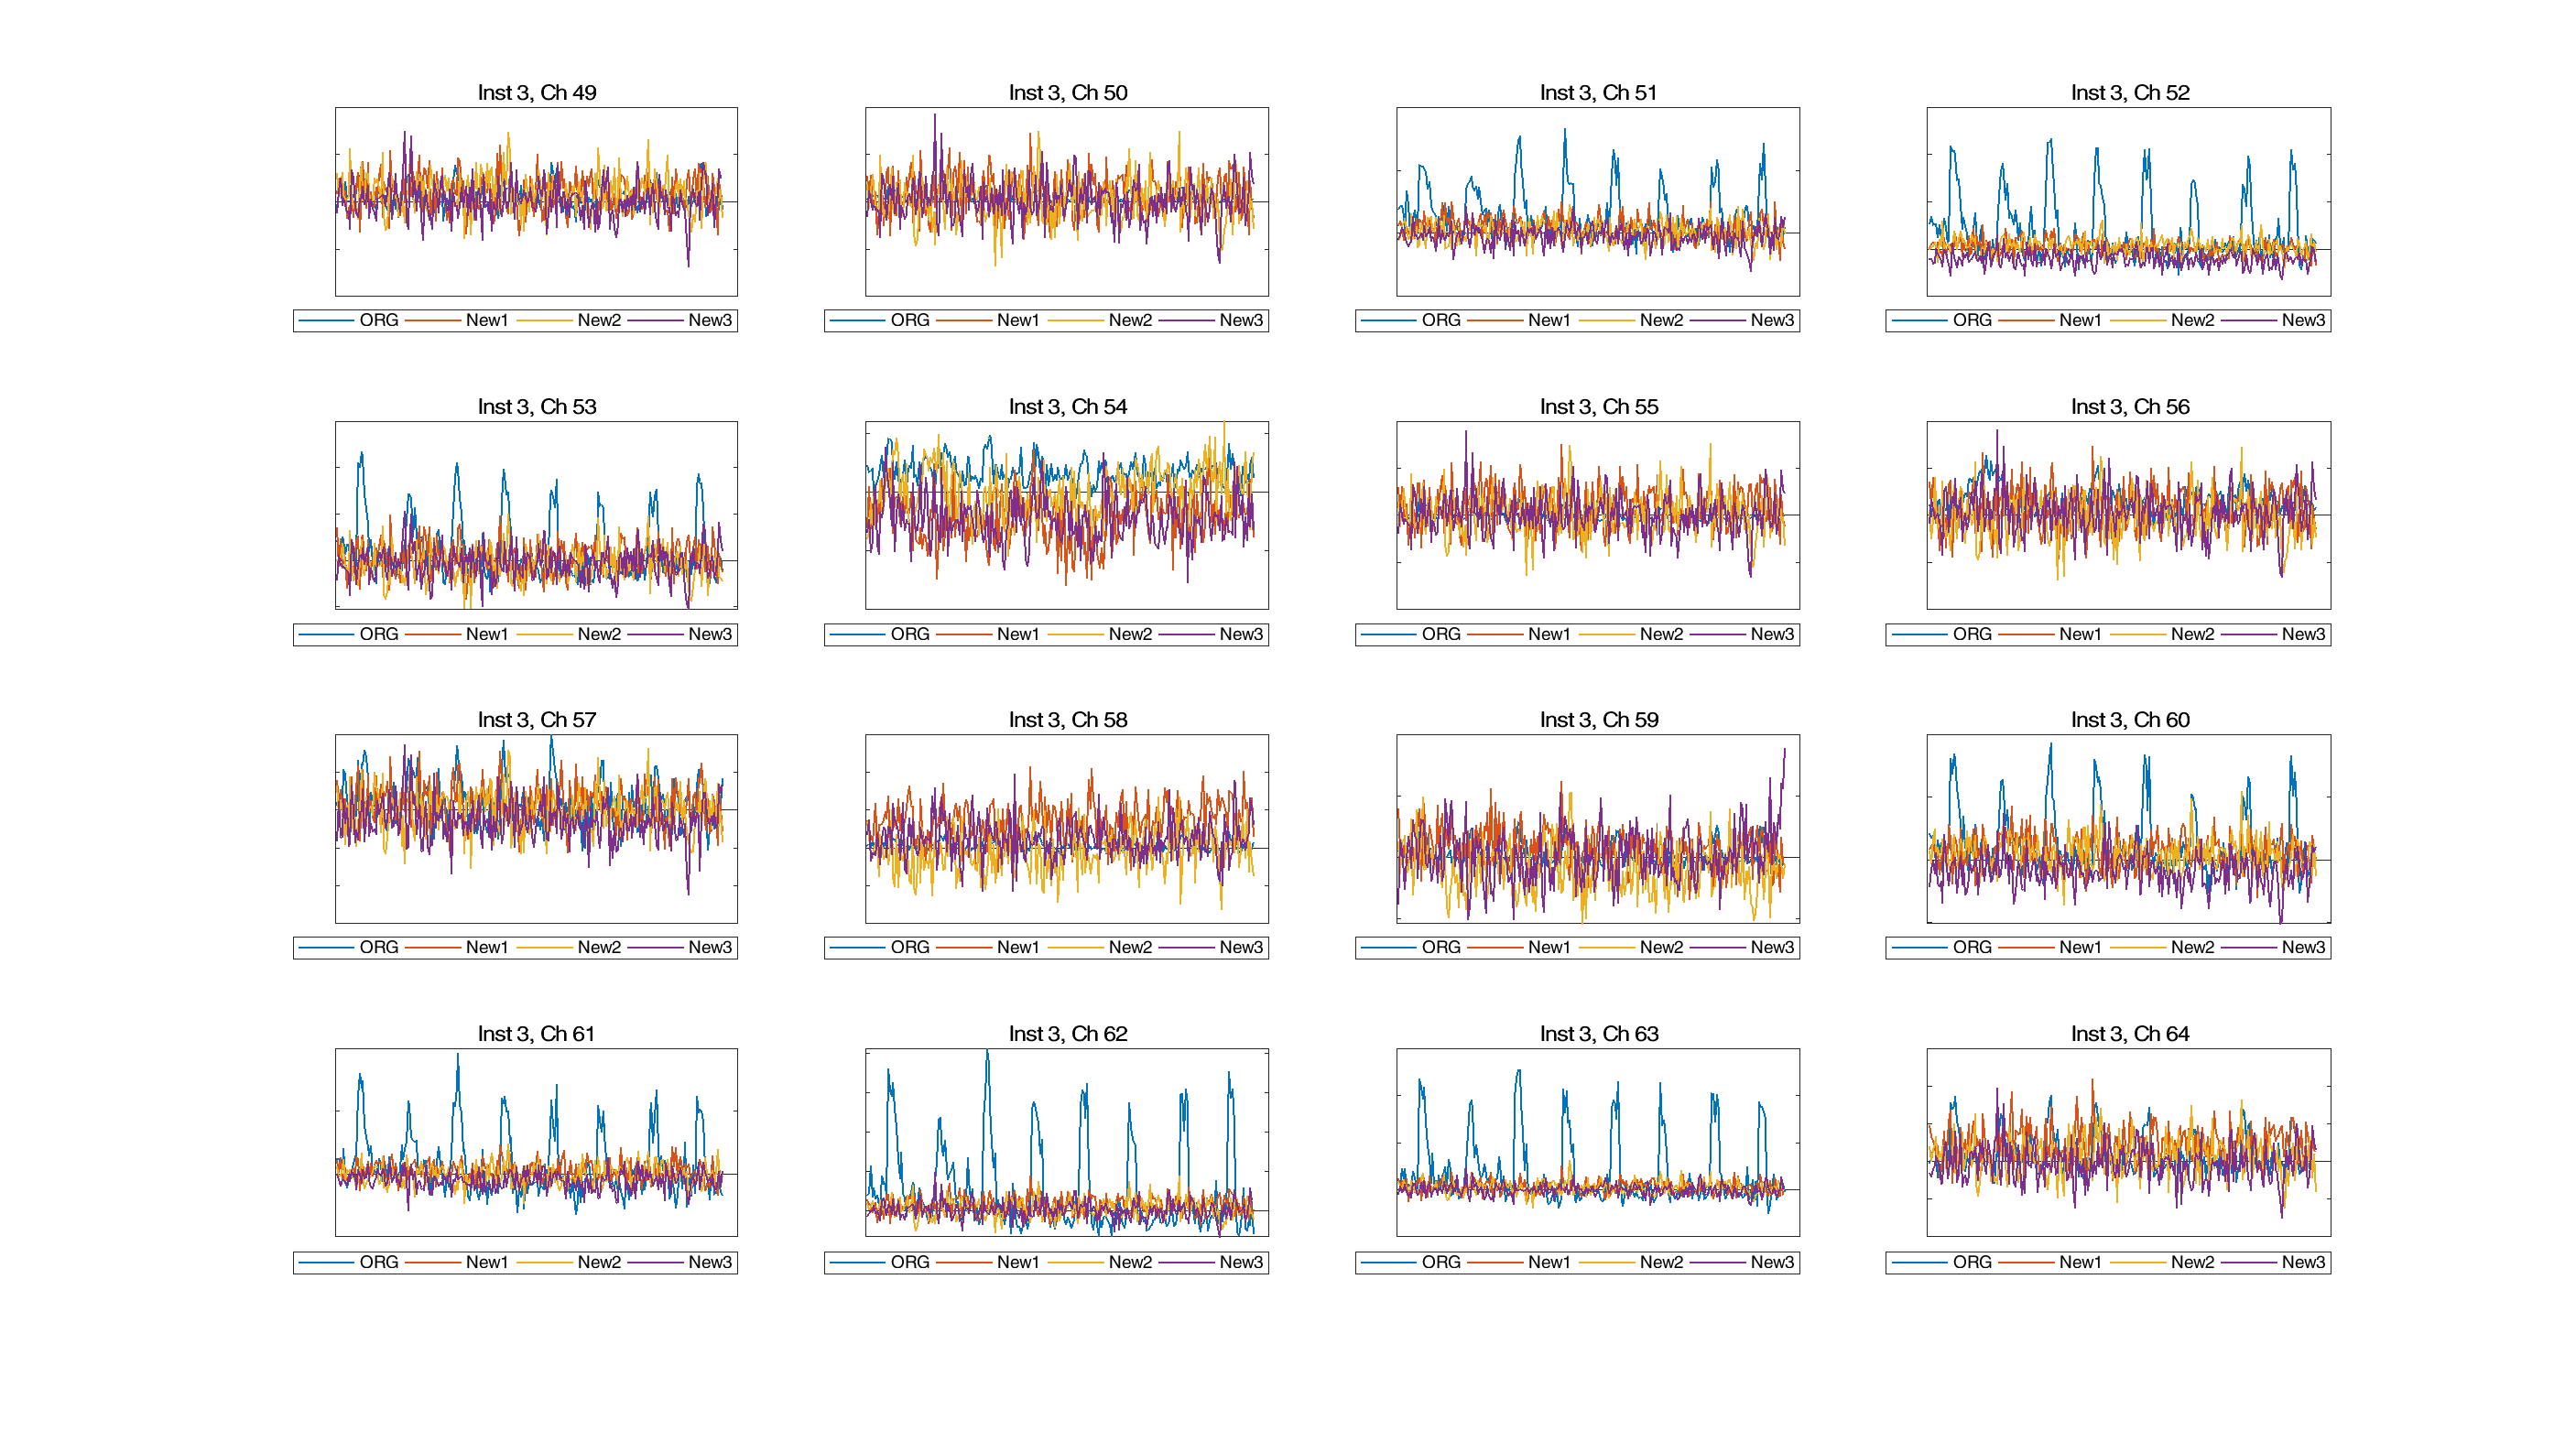 Inst 3, Ch 49 Inst 3, Ch 50 Inst 3, Ch 51 Inst 3, Ch 52
ORG New1 New2 New3 ORG New1 New2 New3 ORG New1 New2 New3 ORG New1 New2 New3
Inst 3, Ch 53 Inst 3, Ch 54 Inst 3, Ch 55 Inst 3, Ch 56
ORG New1 New2 New3 ORG New1 New2 New3 ORG New1 New2 New3 ORG New1 New2 New3
Inst 3, Ch 57 Inst 3, Ch 58 Inst 3, Ch 59 Inst 3, Ch 60
ORG New1 New2 New3 ORG New1 New2 New3 ORG New1 New2 New3 ORG New1 New2 New3
Inst 3, Ch 61 Inst 3, Ch 62 Inst 3, Ch 63 Inst 3, Ch 64
ORG New1 New2 New3 ORG New1 New2 New3 ORG New1 New2 New3 ORG New1 New2 New3